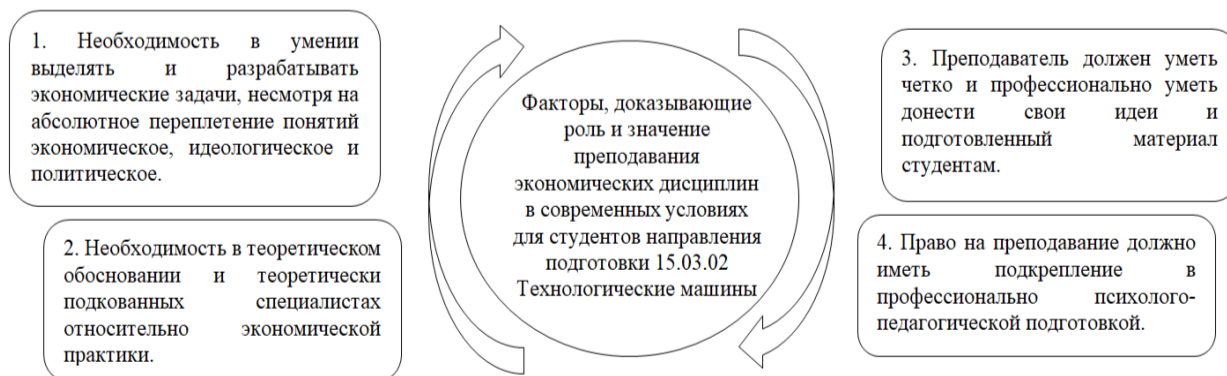 1. Необходимость в умении
выделять и разрабатывать
экономические задачи, несмотря на
абсолютное переплетение понятий
экономическое, идеологическое и
политическое.
2. Необходимость в теоретическом
обосновании и теоретически
подкованных специалистах
относительно экономической
практики.
Факторы, доказывающие
роль и значение
преподавания
экономических дисциплин
в современных условиях
для студентов направления
подготовки 15.03.02
Технологические машины
3. Преподаватель должен уметь
четко и профессионально уметь
донести свои идеи и
подготовленный материал
студентам.
4. Право на преподавание должно
иметь подкрепление в
профессионально психолого-
педагогической подготовкой.